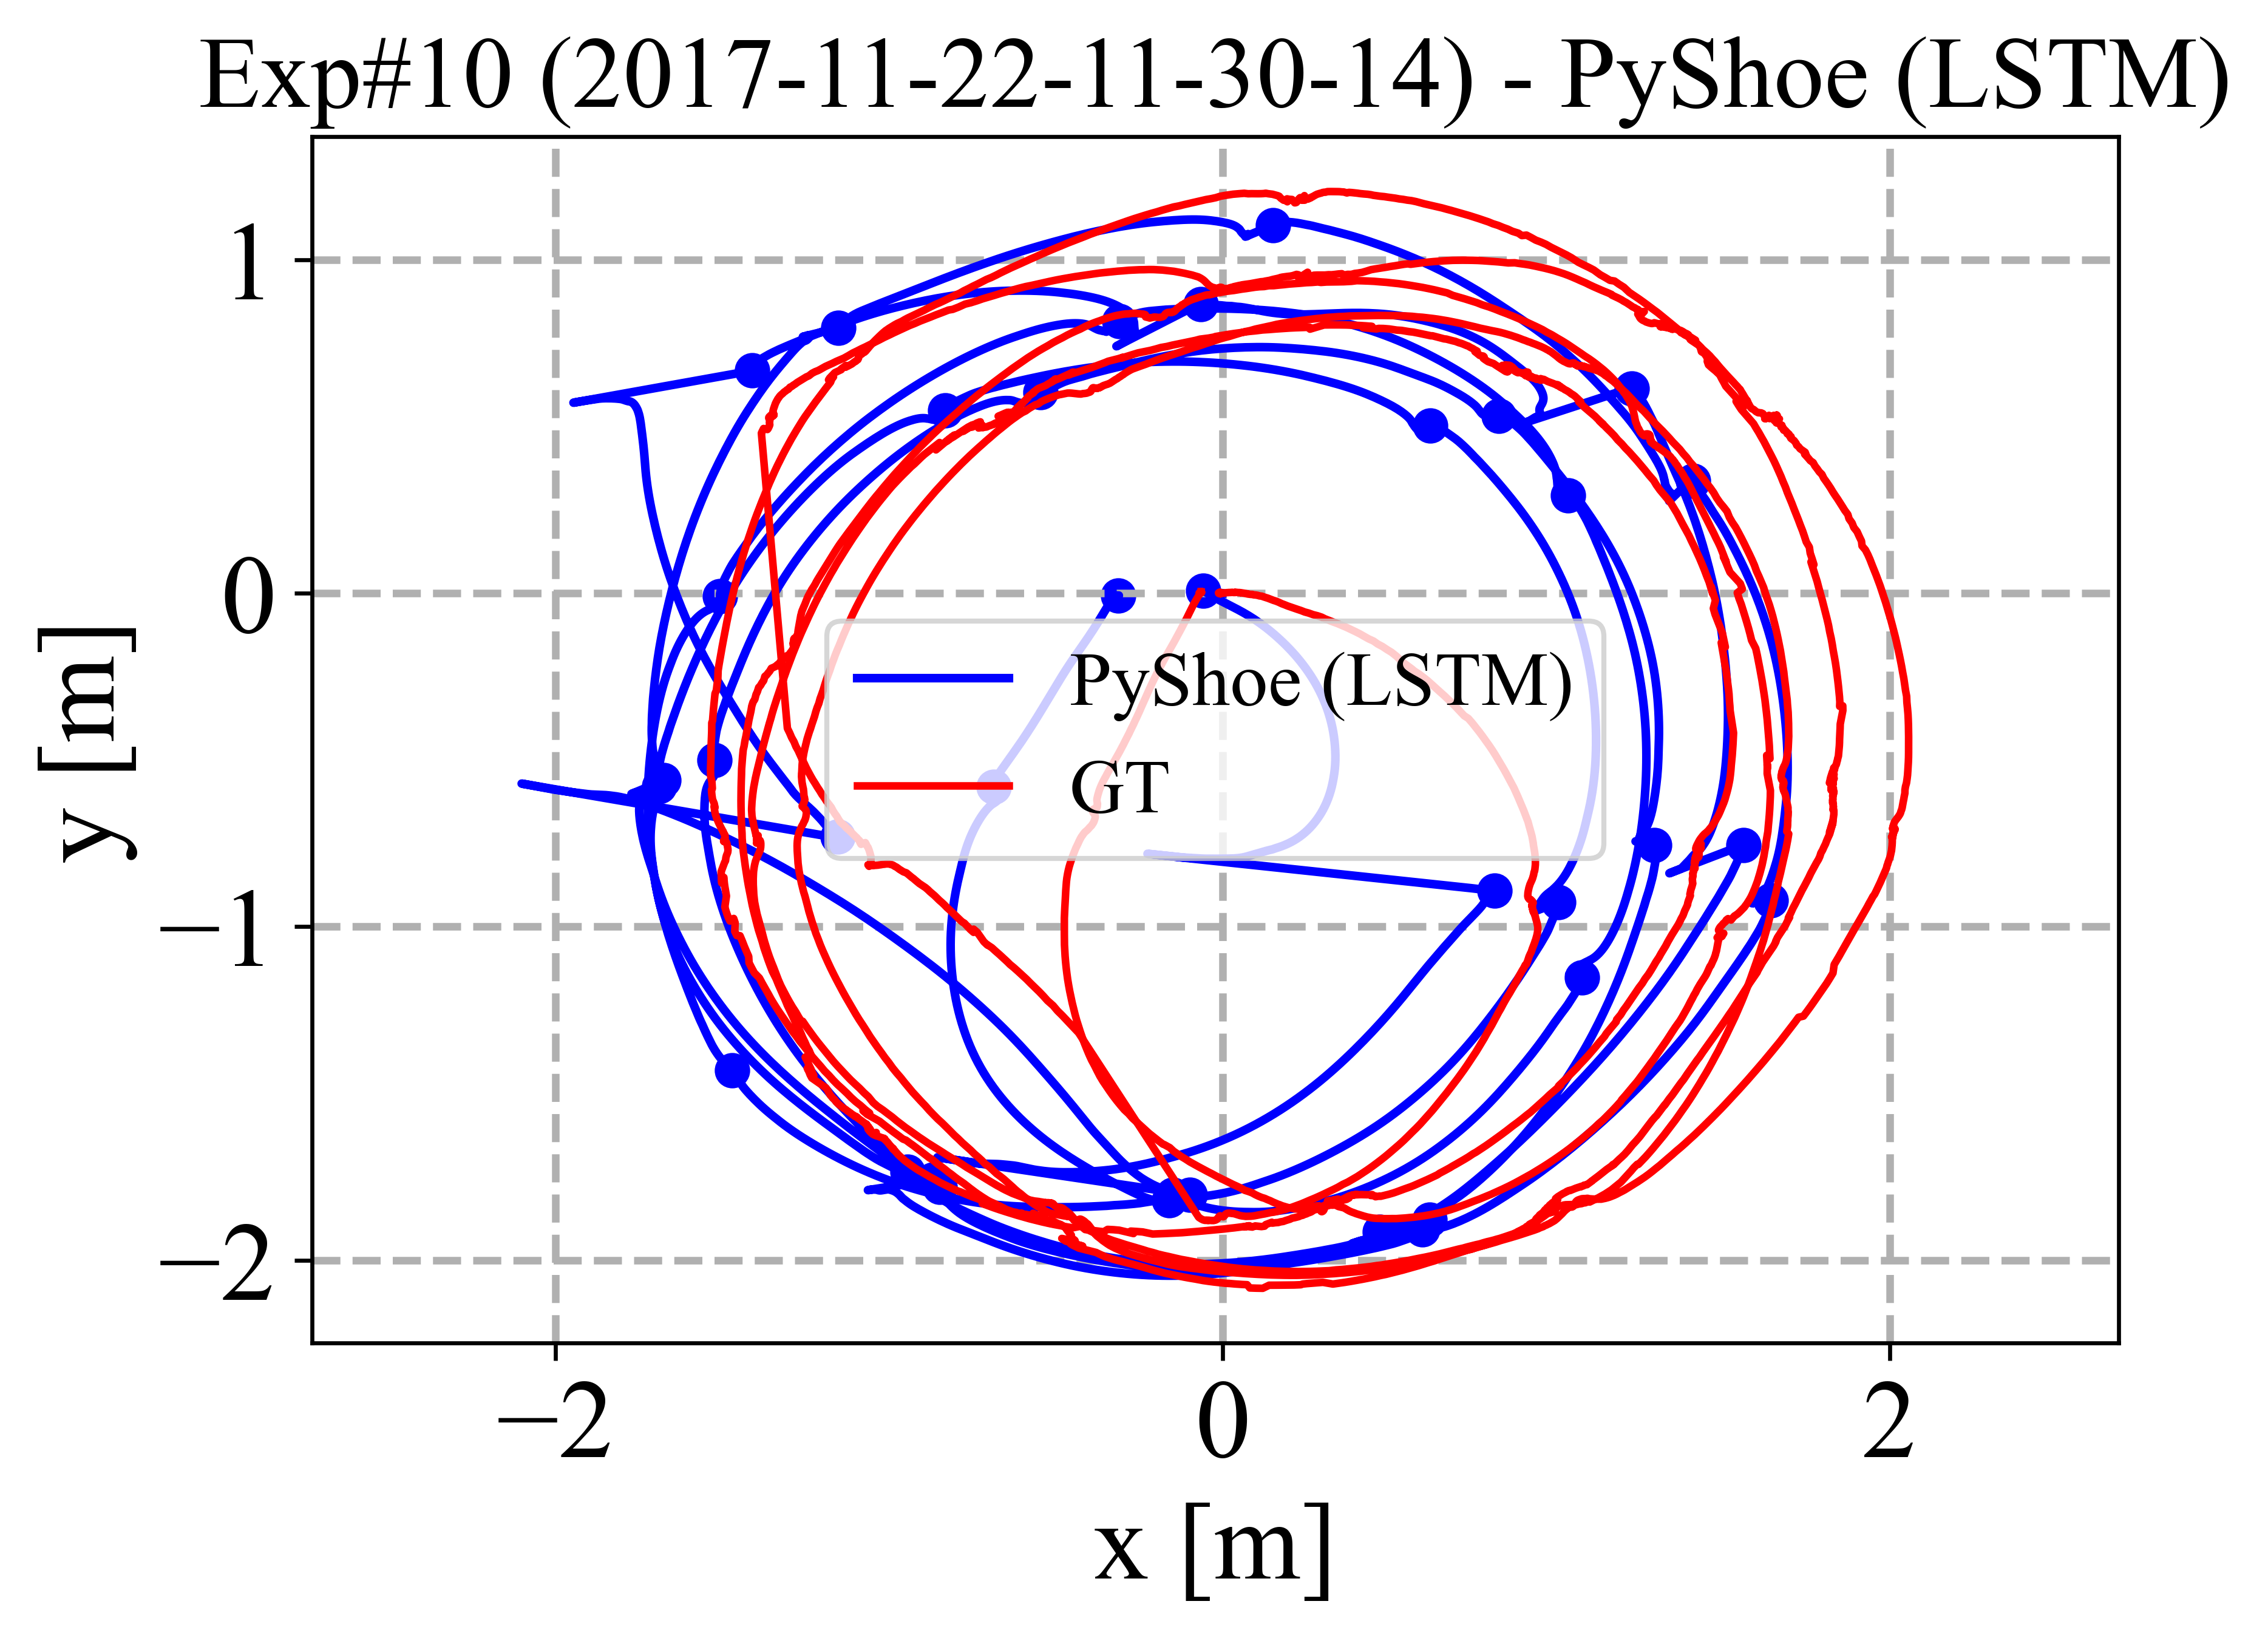 Exp#10 (2017-11-22-11-30-14) - PyShoe (LSTM)
1
0
−1
−2
y [m]
PyShoe (LSTM)
GT
−2 0 2
x [m]